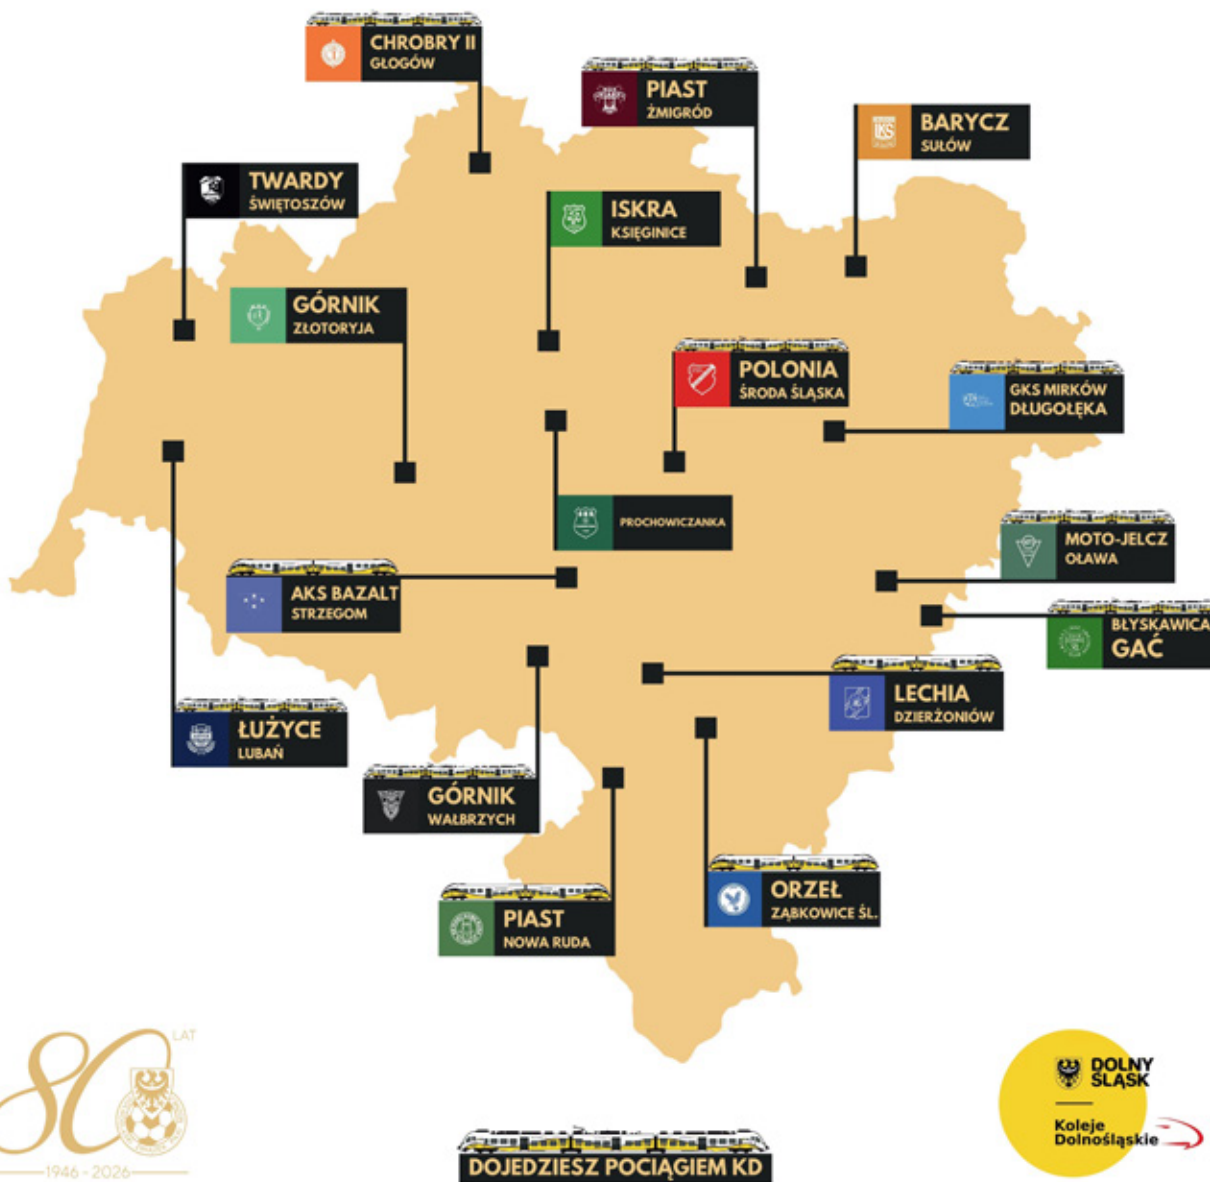 CHROBRY II
GŁOGÓW
PIAST
ŻMIGRÓD
BARYCZ
SUŁÓW
TWARDY
ŚWIĘTOSZÓW
ISKRA
KSIĘGINICE
GÓRNIK
ZŁOTORYJA
POLONIA
ŚRODA ŚLĄSKA
GKS MIRKÓW
DŁUGOŁĘKA
PROCHOWICZANKA
MOTO-JELCZ
OŁAWA
AKS BAZALT
STRZEGOM
BŁYSKAWICA
GAĆ
LECHIA
DZIERŻONIÓW
ŁUŻYCE
LUBAŃ
GÓRNIK
WAŁBRZYCH
ORZEŁ
ZĄBKOWICE ŚL.
PIAST
NOWA RUDA
80 LAT
1946 - 2026
DOLNY
ŚLĄSK
Koleje
Dolnośląskie
DOJEDZIESZ POCIĄGIEM KD